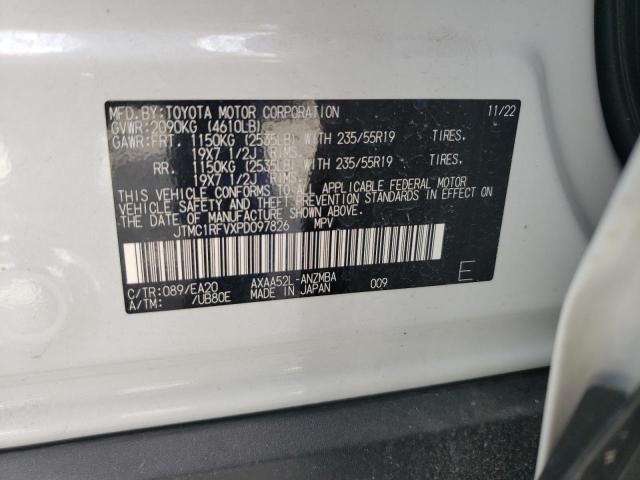 MFD. BY: TOYOTA MOTOR CORPORATION 11/22
GVWR: 2090KG (4610LB)
GAWR: FRT. 1150KG (2535LB) WITH 235/55R19 TIRES,
19X7 1/2J RIMS
RR. 1150KG (2535LB) WITH 235/55R19 TIRES,
19X7 1/2J RIMS
THIS VEHICLE CONFORMS TO ALL APPLICABLE FEDERAL MOTOR
VEHICLE SAFETY AND THEFT PREVENTION STANDARDS IN EFFECT ON
THE DATE OF MANUFACTURE SHOWN ABOVE.
JTMC1RFVXPD097826 MPV
C/TR: 089/EA20 AXAA52L-ANZMBA 009 E
A/TM: /UB80E MADE IN JAPAN